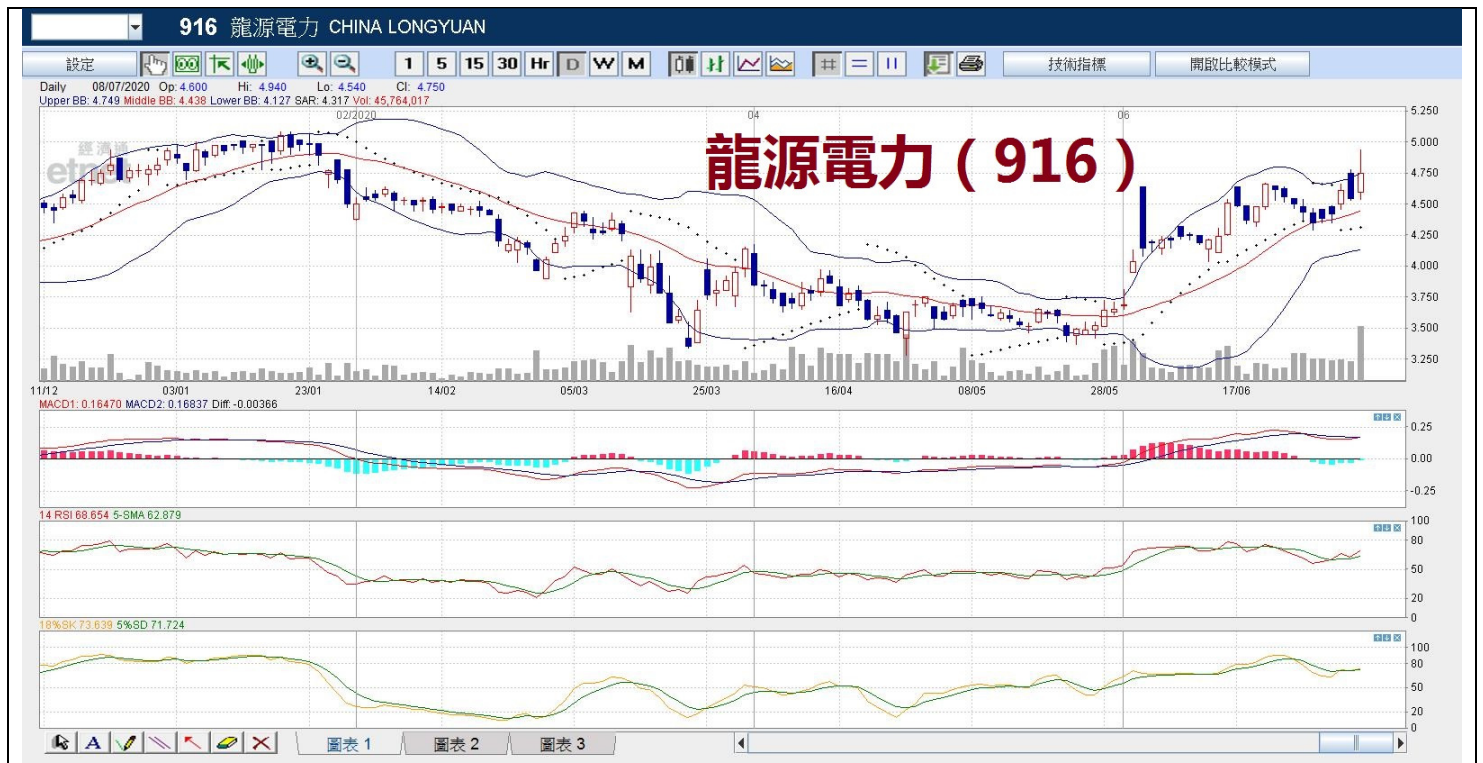 916 龍源電力 CHINA LONGYUAN
設定 1 5 15 30 Hr D W M 技術指標 開啟比較模式
Daily 08/07/2020 Op: 4.600 Hi: 4.940 Lo: 4.540 Cl: 4.750
Upper BB: 4.749 Middle BB: 4.438 Lower BB: 4.127 SAR: 4.317 Vol: 45,764,017
02/2020 04 06
龍源電力（916）
經濟通
5.250
5.000
4.750
4.500
4.250
4.000
3.750
3.500
3.250
11/12 03/01 23/01 14/02 05/03 25/03 16/04 08/05 28/05 17/06
MACD1: 0.16470 MACD2: 0.16837 Diff: -0.00366
0.25
0.00
-0.25
14 RSI 68.654 5-SMA 62.879
100
80
50
20
0
18%SK 73.639 5%SD 71.724
100
80
50
20
0
A 圖表 1 圖表 2 圖表 3